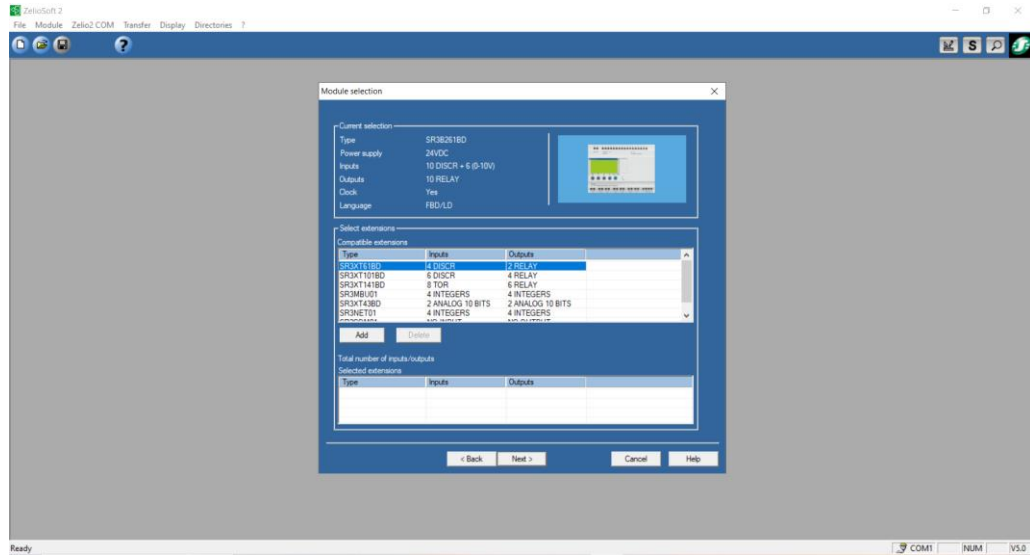 ZelioSoft 2
File Module Zelio2 COM Transfer Display Directories ?
S
Module selection
Current selection
Type SR3B261BD
Power supply 24VDC
Inputs 10 DISCR + 6 (0-10V)
Outputs 10 RELAY
Clock Yes
Language FBD/LD
Select extensions
Compatible extensions
Type Inputs Outputs
SR3XT61BD 4 DISCR 2 RELAY
SR3XT101BD 6 DISCR 4 RELAY
SR3XT141BD 8 TOR 6 RELAY
SR3MBU01 4 INTEGERS 4 INTEGERS
SR3XT43BD 2 ANALOG 10 BITS 2 ANALOG 10 BITS
SR3NET01 4 INTEGERS 4 INTEGERS
Add Delete
Total number of inputs/outputs
Selected extensions
Type Inputs Outputs
< Back Next > Cancel Help
Ready COM1 NUM V5.0